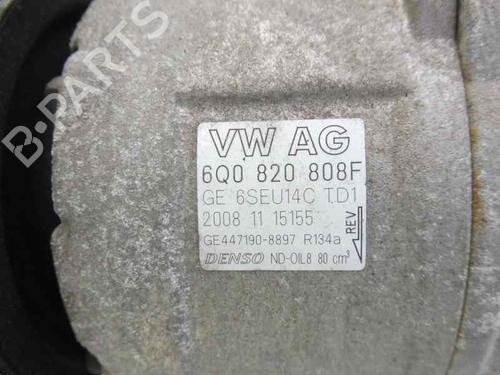 B-PARTS
VW AG
6Q0 820 808F
GE 6SEU14C T.D1
2008 11 15155
GE447190-8897 R134a
DENSO ND-OIL8 80 cm³
REV